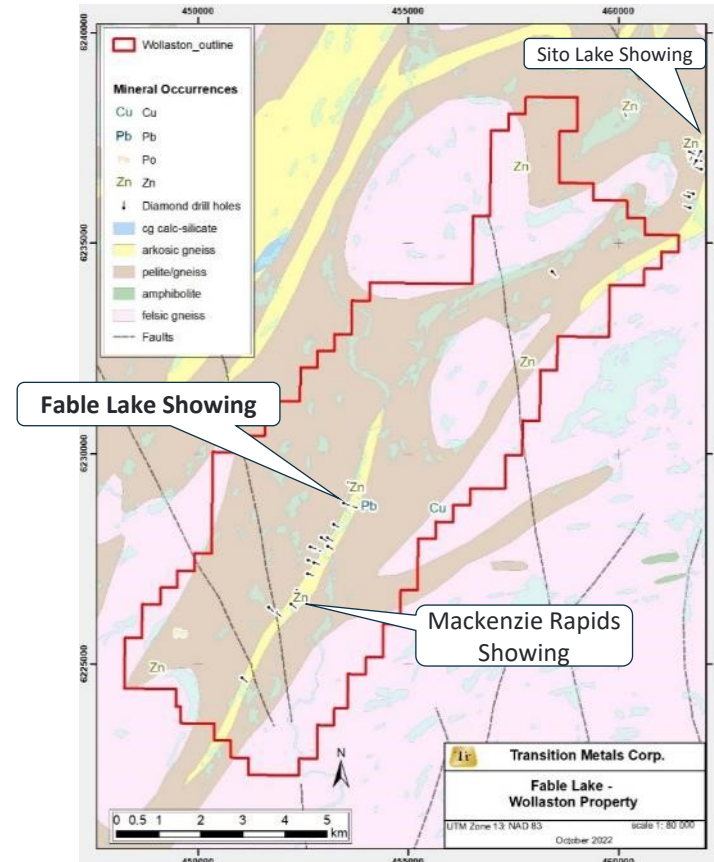 450000 455000 460000
6240000
Wollaston_outline
Mineral Occurrences
Cu Cu
Pb Pb
Po Po
Zn Zn
Diamond drill holes
cg calc-silicate
arkosic gneiss
pelite/gneiss
amphibolite
felsic gneiss
Faults
Sito Lake Showing
Zn
Zn
Zn
6235000
Zn
Fable Lake Showing
6230000
Zn
Pb
Cu
Zn
Mackenzie Rapids
Showing
Zn
6225000
N
0 0.5 1 2 3 4 5
km
Transition Metals Corp.
Fable Lake -
Wollaston Property
UTM Zone 13: NAD 83 scale 1: 80 000
October 2022
450000 455000 460000